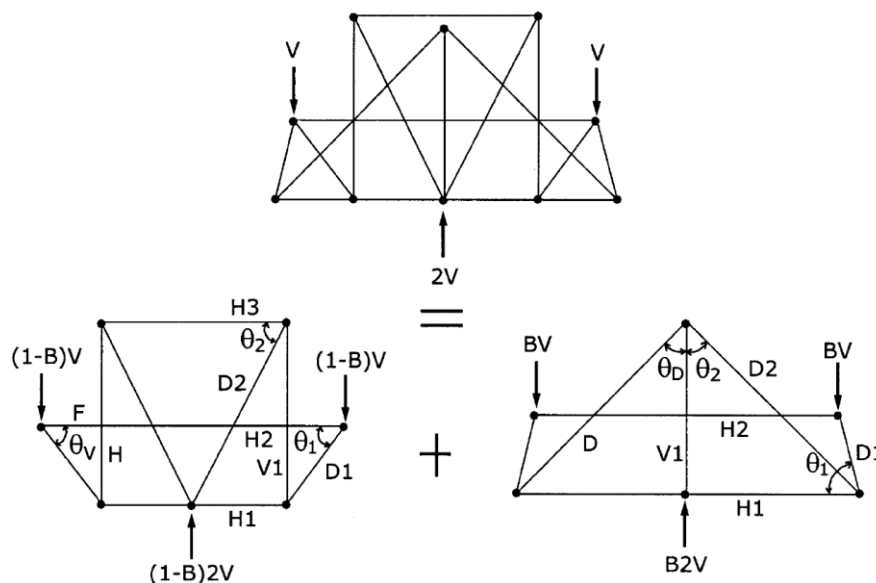 V V
2V
=
H3
(1-B)V θ2 (1-B)V BV θD θ2 D2 BV
F D2
θV H H2 θ1 D H2 D1
V1 D1 + V1 θ1
H1 H1
(1-B)2V B2V